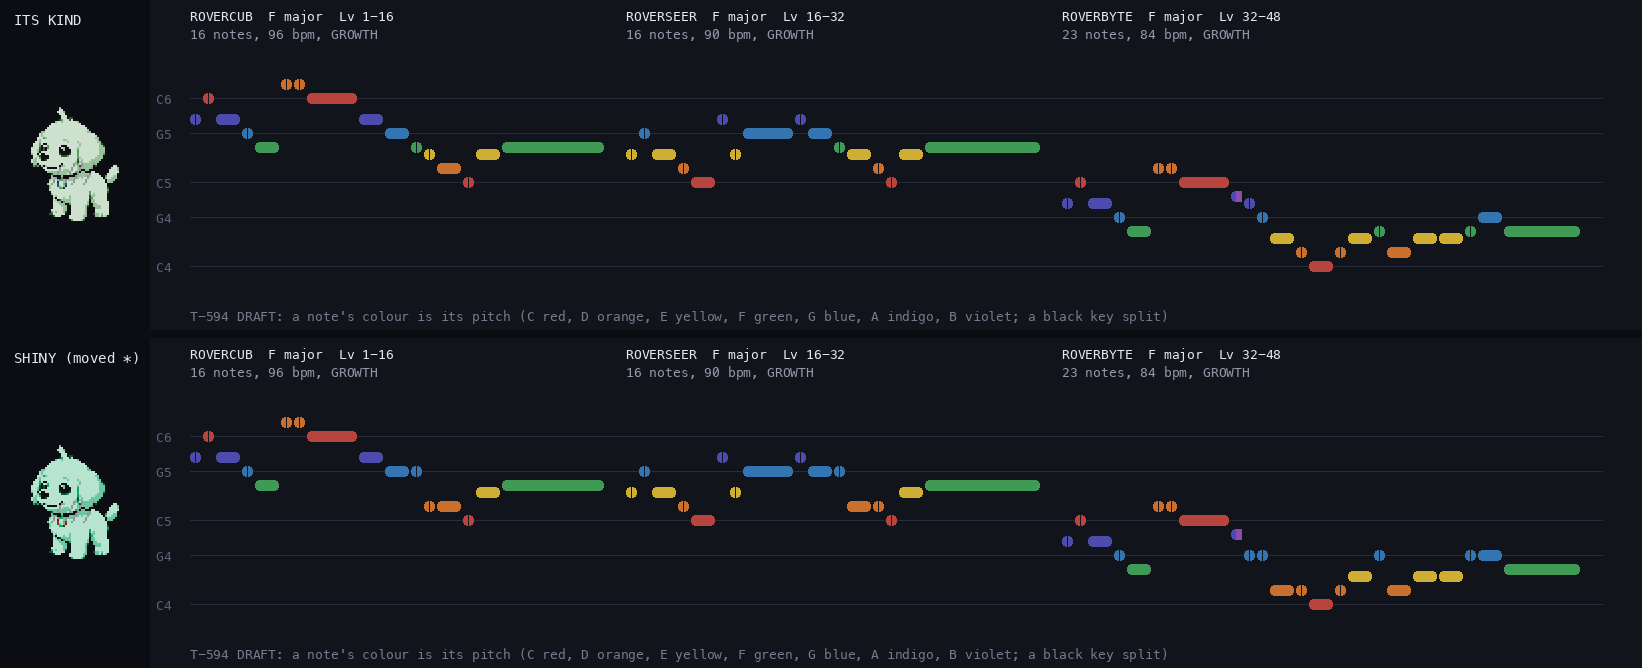 ITS KIND
ROVERCUB F major Lv 1−16
16 notes, 96 bpm, GROWTH
ROVERSEER F major Lv 16−32
16 notes, 90 bpm, GROWTH
ROVERBYTE F major Lv 32−48
23 notes, 84 bpm, GROWTH
C6
G5
C5
G4
C4
T−594 DRAFT: a note's colour is its pitch (C red, D orange, E yellow, F green, G blue, A indigo, B violet; a black key split)
SHINY (moved *)
ROVERCUB F major Lv 1−16
16 notes, 96 bpm, GROWTH
ROVERSEER F major Lv 16−32
16 notes, 90 bpm, GROWTH
ROVERBYTE F major Lv 32−48
23 notes, 84 bpm, GROWTH
C6
G5
C5
G4
C4
T−594 DRAFT: a note's colour is its pitch (C red, D orange, E yellow, F green, G blue, A indigo, B violet; a black key split)